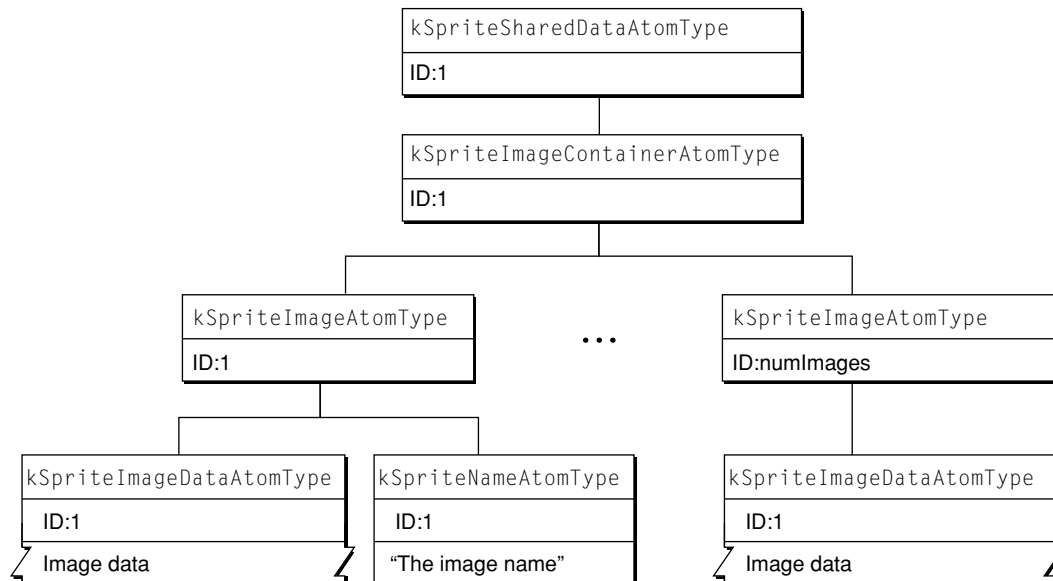 kSpriteSharedDataAtomType
ID:1
kSpriteImageContainerAtomType
ID:1
kSpriteImageAtomType
ID:1
...
kSpriteImageAtomType
ID:numImages
kSpriteImageDataAtomType
ID:1
Image data
kSpriteNameAtomType
ID:1
“The image name”
kSpriteImageDataAtomType
ID:1
Image data